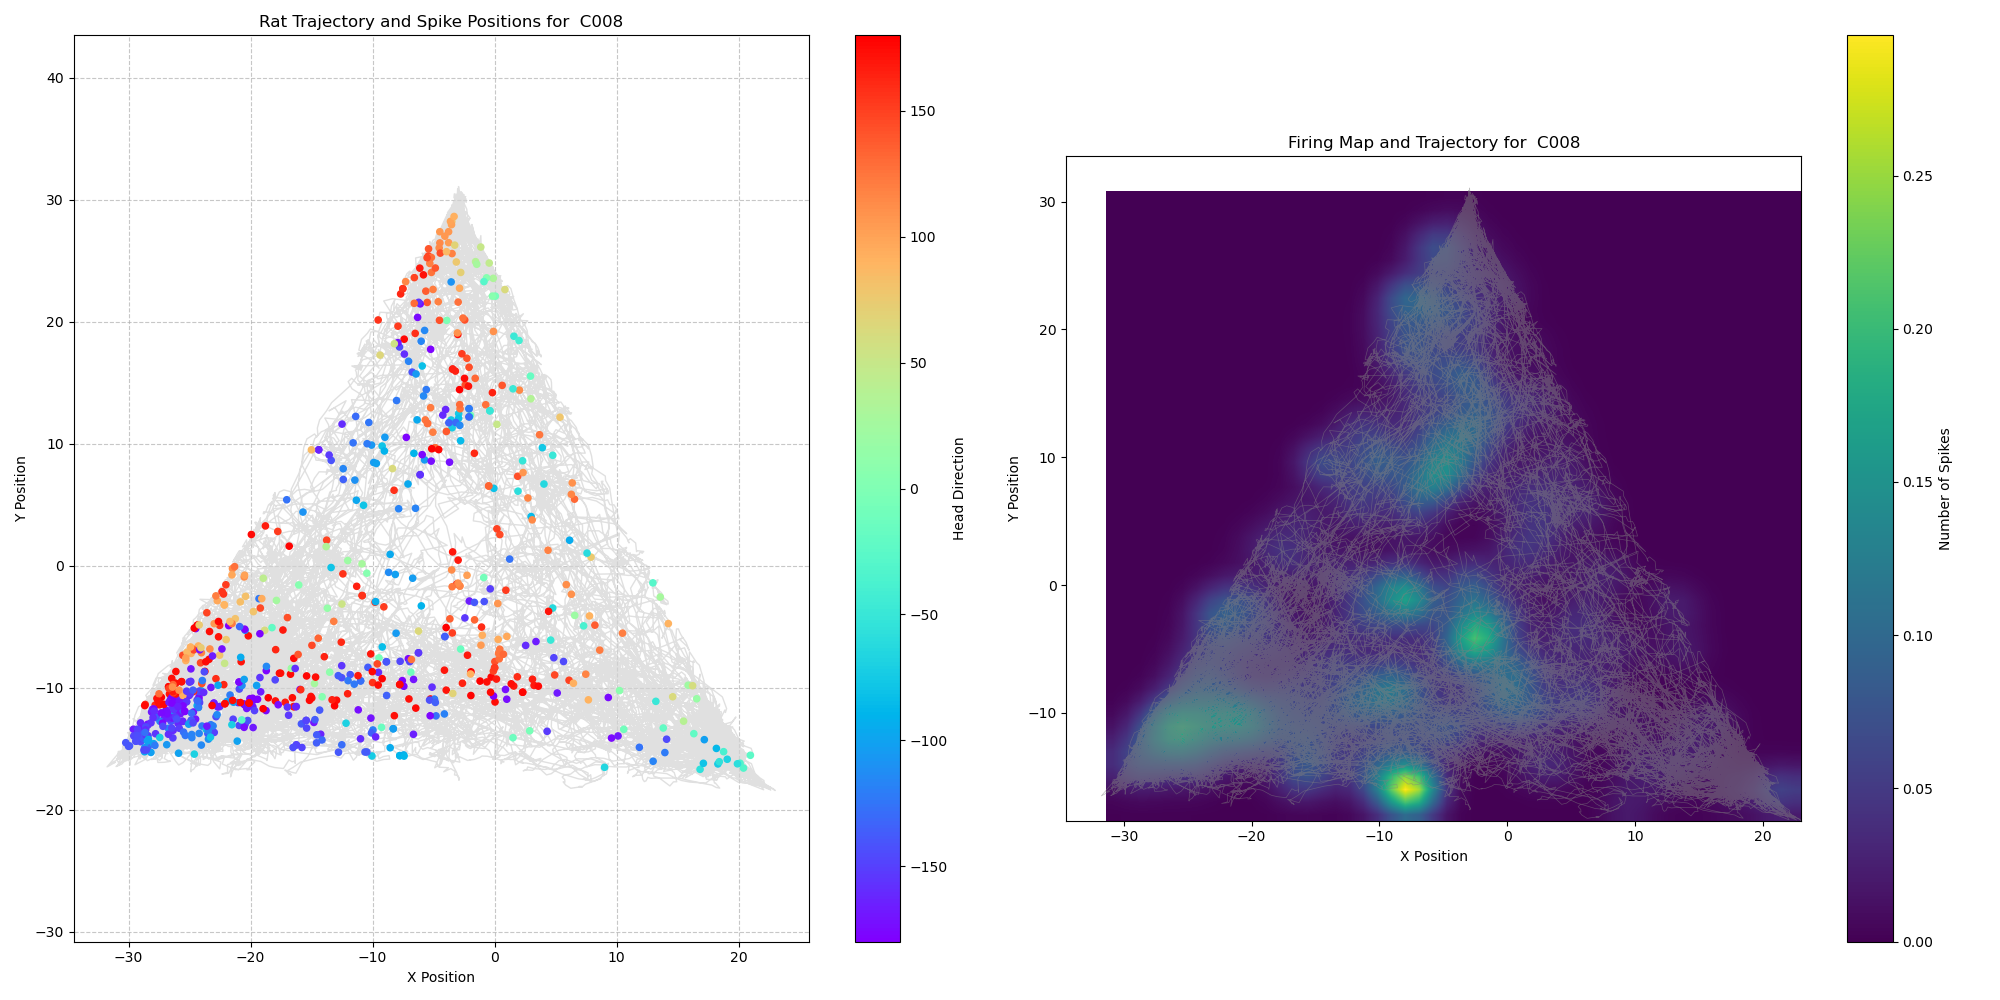 Rat Trajectory and Spike Positions for  C008
40
30
20
10
0
−10
−20
−30
Y Position
−30 −20 −10 0 10 20
X Position
150
100
50
0
−50
−100
−150
Head Direction
Firing Map and Trajectory for  C008
30
20
10
0
−10
Y Position
−30 −20 −10 0 10 20
X Position
0.25
0.20
0.15
0.10
0.05
0.00
Number of Spikes